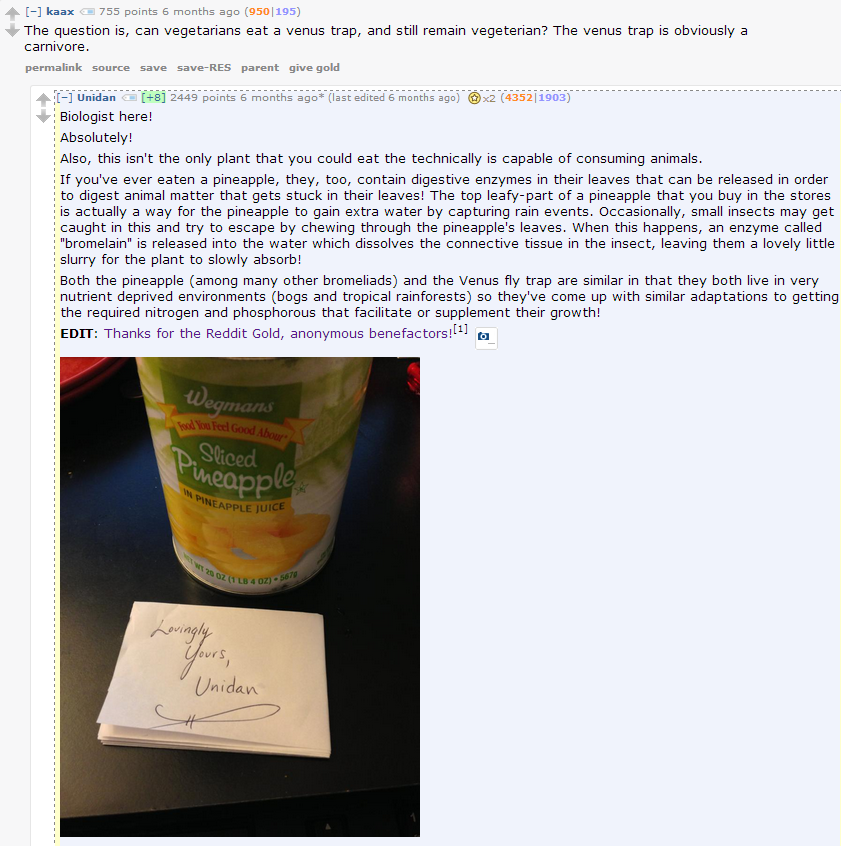 [–] kaax 755 points 6 months ago (950|195)
The question is, can vegetarians eat a venus trap, and still remain vegeterian? The venus trap is obviously a
carnivore.
permalink source save save-RES parent give gold
[–] Unidan [+8] 2449 points 6 months ago* (last edited 6 months ago) x2 (4352|1903)
Biologist here!
Absolutely!
Also, this isn't the only plant that you could eat the technically is capable of consuming animals.
If you've ever eaten a pineapple, they, too, contain digestive enzymes in their leaves that can be released in order
to digest animal matter that gets stuck in their leaves! The top leafy-part of a pineapple that you buy in the stores
is actually a way for the pineapple to gain extra water by capturing rain events. Occasionally, small insects may get
caught in this and try to escape by chewing through the pineapple's leaves. When this happens, an enzyme called
"bromelain" is released into the water which dissolves the connective tissue in the insect, leaving them a lovely little
slurry for the plant to slowly absorb!
Both the pineapple (among many other bromeliads) and the Venus fly trap are similar in that they both live in very
nutrient deprived environments (bogs and tropical rainforests) so they've come up with similar adaptations to getting
the required nitrogen and phosphorous that facilitate or supplement their growth!
EDIT: Thanks for the Reddit Gold, anonymous benefactors![1]
Wegmans
Food You Feel Good About
Sliced
Pineapple
IN PINEAPPLE JUICE
NET WT 20 OZ (1 LB 4 OZ) • 567g
Lovingly
Yours,
Unidan